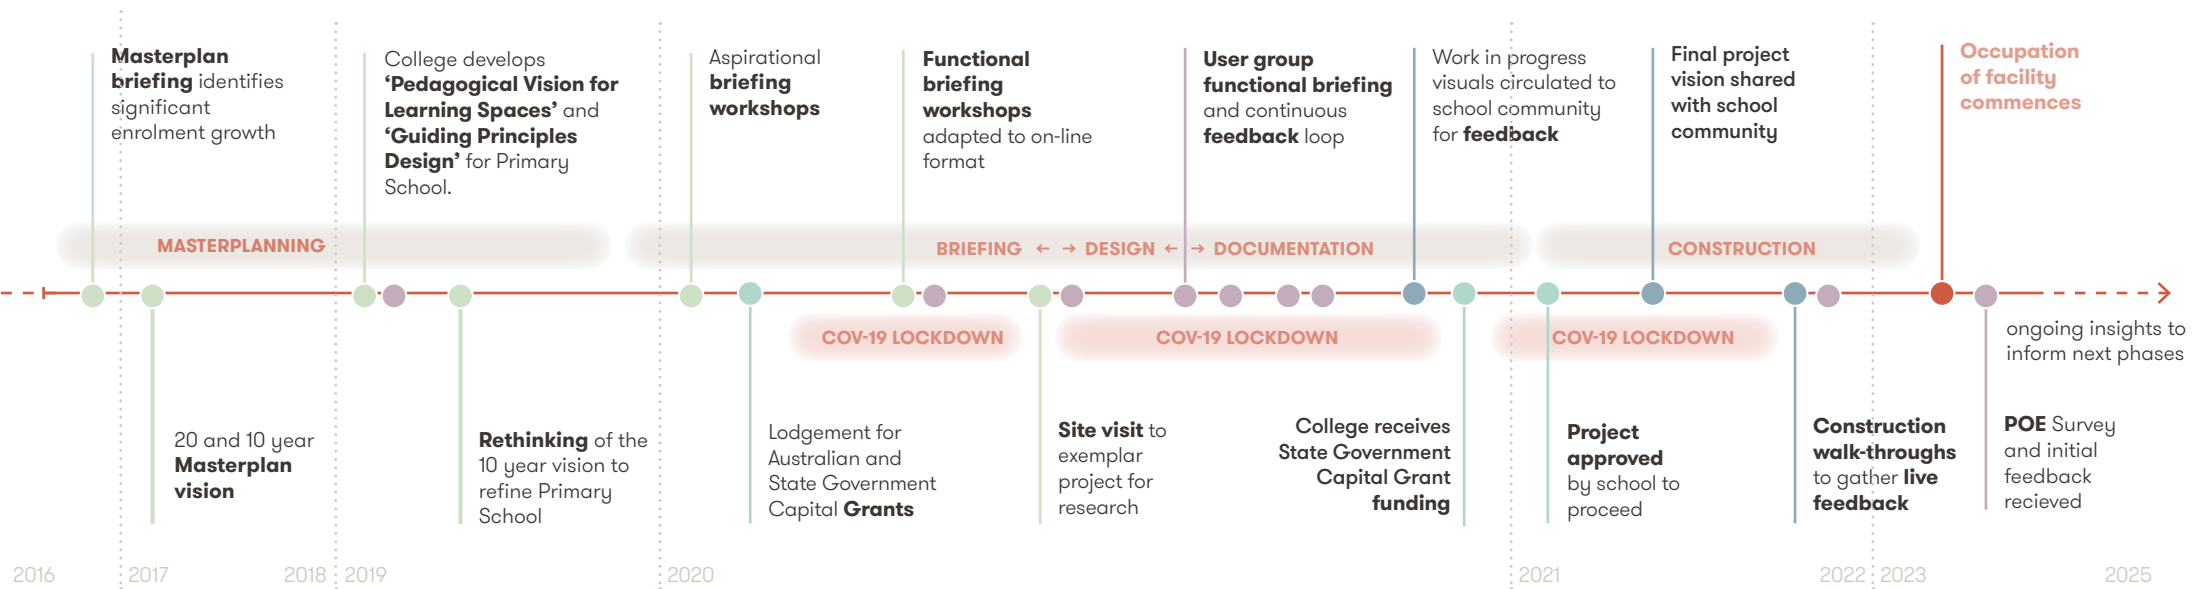 Masterplan
briefing identifies
significant
enrolment growth
College develops
‘Pedagogical Vision for
Learning Spaces’ and
‘Guiding Principles
Design’ for Primary
School.
Aspirational
briefing
workshops
Functional
briefing
workshops
adapted to on-line
format
User group
functional briefing
and continuous
feedback loop
Work in progress
visuals circulated to
school community
for feedback
Final project
vision shared
with school
community
Occupation
of facility
commences
MASTERPLANNING
BRIEFING ← → DESIGN ← → DOCUMENTATION
CONSTRUCTION
COV-19 LOCKDOWN
COV-19 LOCKDOWN
COV-19 LOCKDOWN
ongoing insights to
inform next phases
20 and 10 year
Masterplan
vision
Rethinking of the
10 year vision to
refine Primary
School
Lodgement for
Australian and
State Government
Capital Grants
Site visit to
exemplar
project for
research
College receives
State Government
Capital Grant
funding
Project
approved
by school to
proceed
Construction
walk-throughs
to gather live
feedback
POE Survey
and initial
feedback
recieved
2016 2017 2018 2019 2020 2021 2022 2023 2025